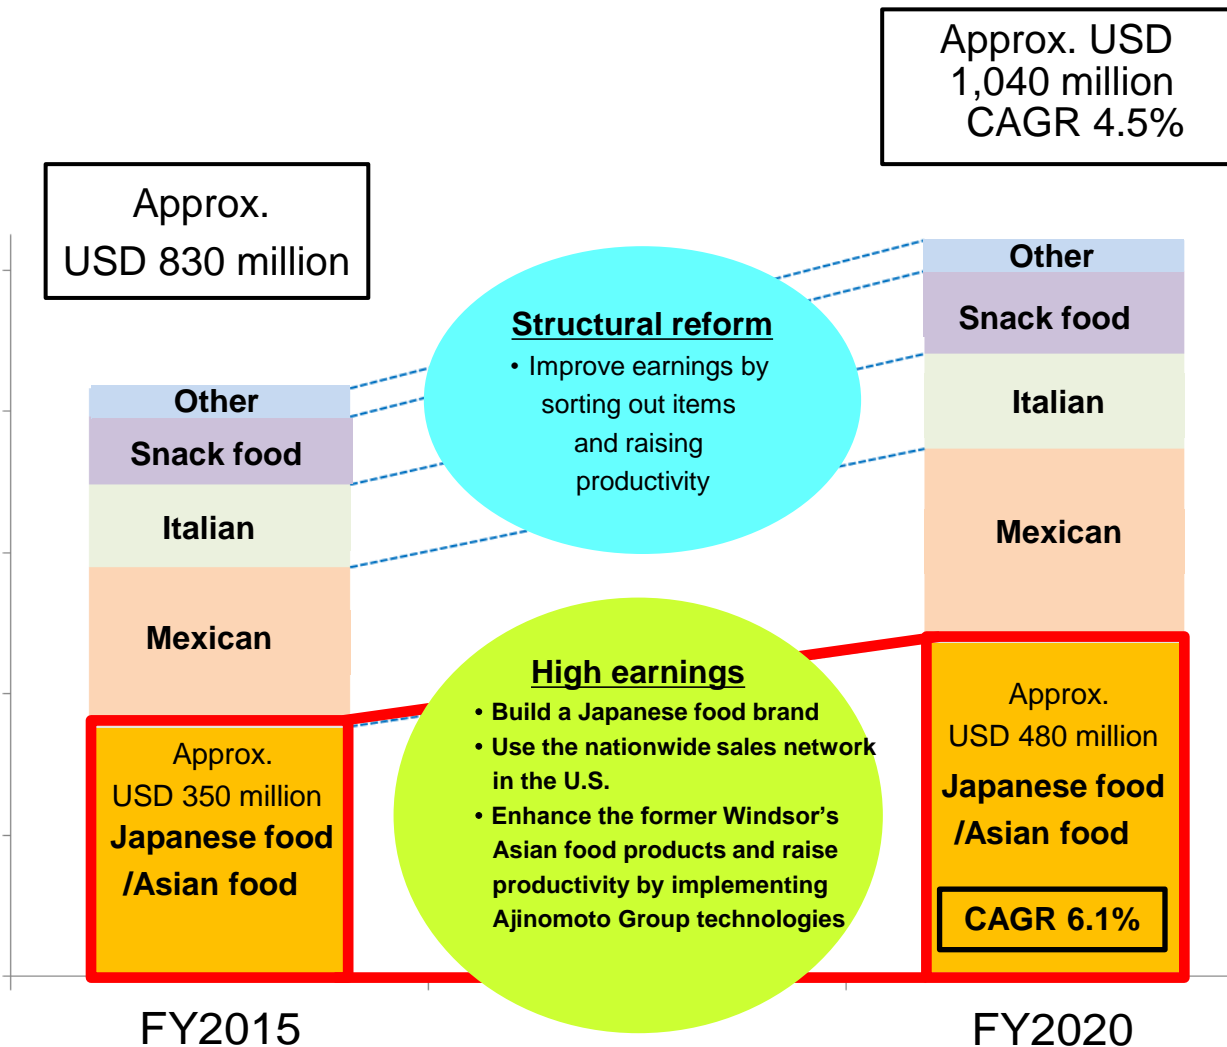 Approx. USD
1,040 million
CAGR 4.5%
Approx.
USD 830 million
Other
Snack food
Italian
Mexican
Approx.
USD 350 million
Japanese food
/Asian food
Structural reform
• Improve earnings by
sorting out items
and raising
productivity
High earnings
• Build a Japanese food brand
• Use the nationwide sales network
in the U.S.
• Enhance the former Windsor’s
Asian food products and raise
productivity by implementing
Ajinomoto Group technologies
Other
Snack food
Italian
Mexican
Approx.
USD 480 million
Japanese food
/Asian food
CAGR 6.1%
FY2015
FY2020